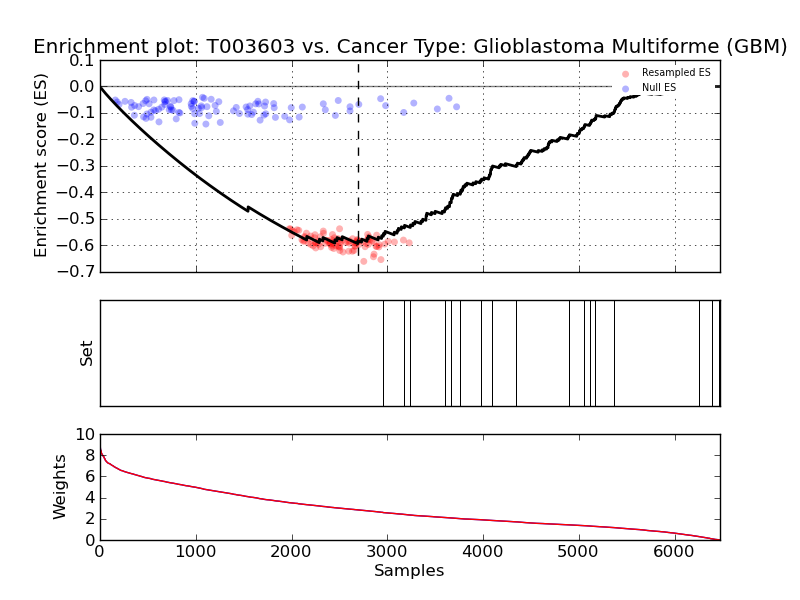 Enrichment plot: T003603 vs. Cancer Type: Glioblastoma Multiforme (GBM)
Enrichment score (ES)
0.1
0.0
−0.1
−0.2
−0.3
−0.4
−0.5
−0.6
−0.7
Resampled ES
Null ES
Set
Weights
10
8
6
4
2
0
0 1000 2000 3000 4000 5000 6000
Samples